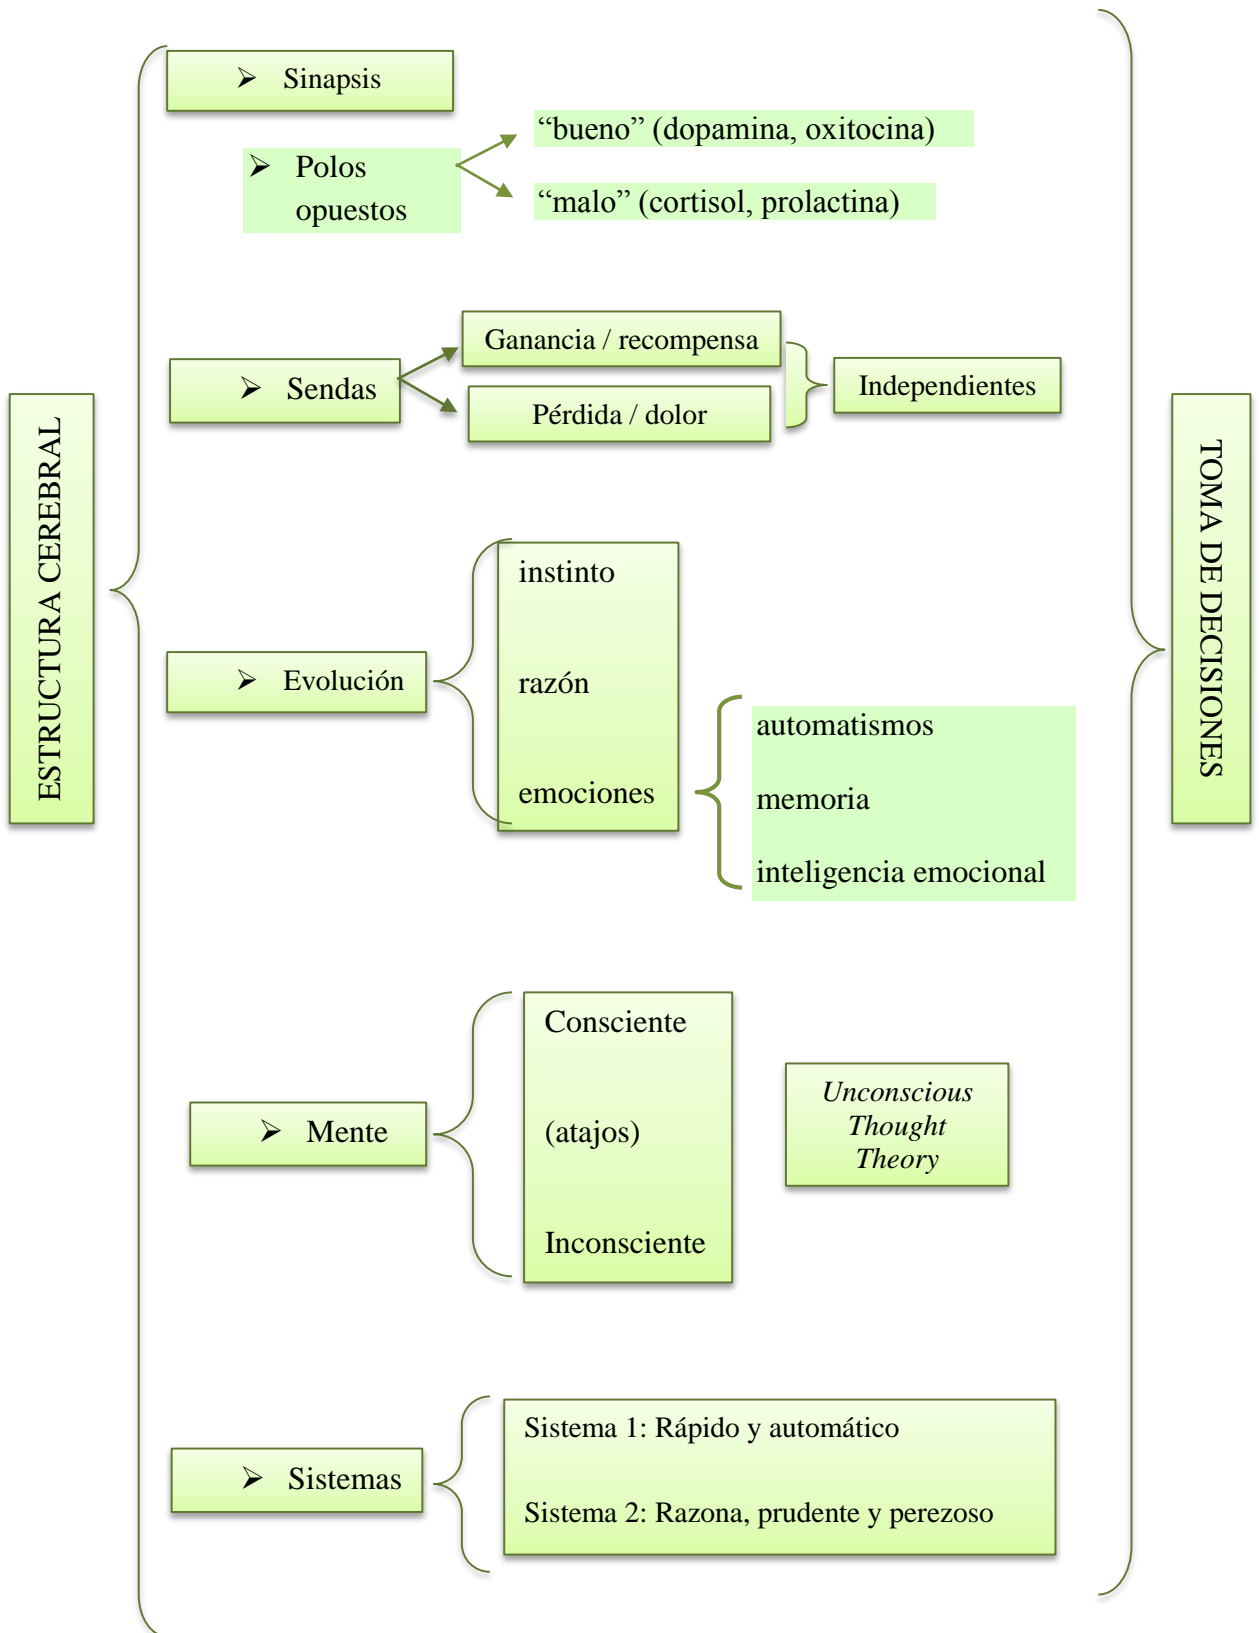 ESTRUCTURA CEREBRAL
➢ Sinapsis
➢ Polos
opuestos
“bueno” (dopamina, oxitocina)
“malo” (cortisol, prolactina)
➢ Sendas
Ganancia / recompensa
Pérdida / dolor
Independientes
➢ Evolución
instinto
razón
emociones
automatismos
memoria
inteligencia emocional
➢ Mente
Consciente
(atajos)
Inconsciente
Unconscious
Thought
Theory
➢ Sistemas
Sistema 1: Rápido y automático
Sistema 2: Razona, prudente y perezoso
TOMA DE DECISIONES